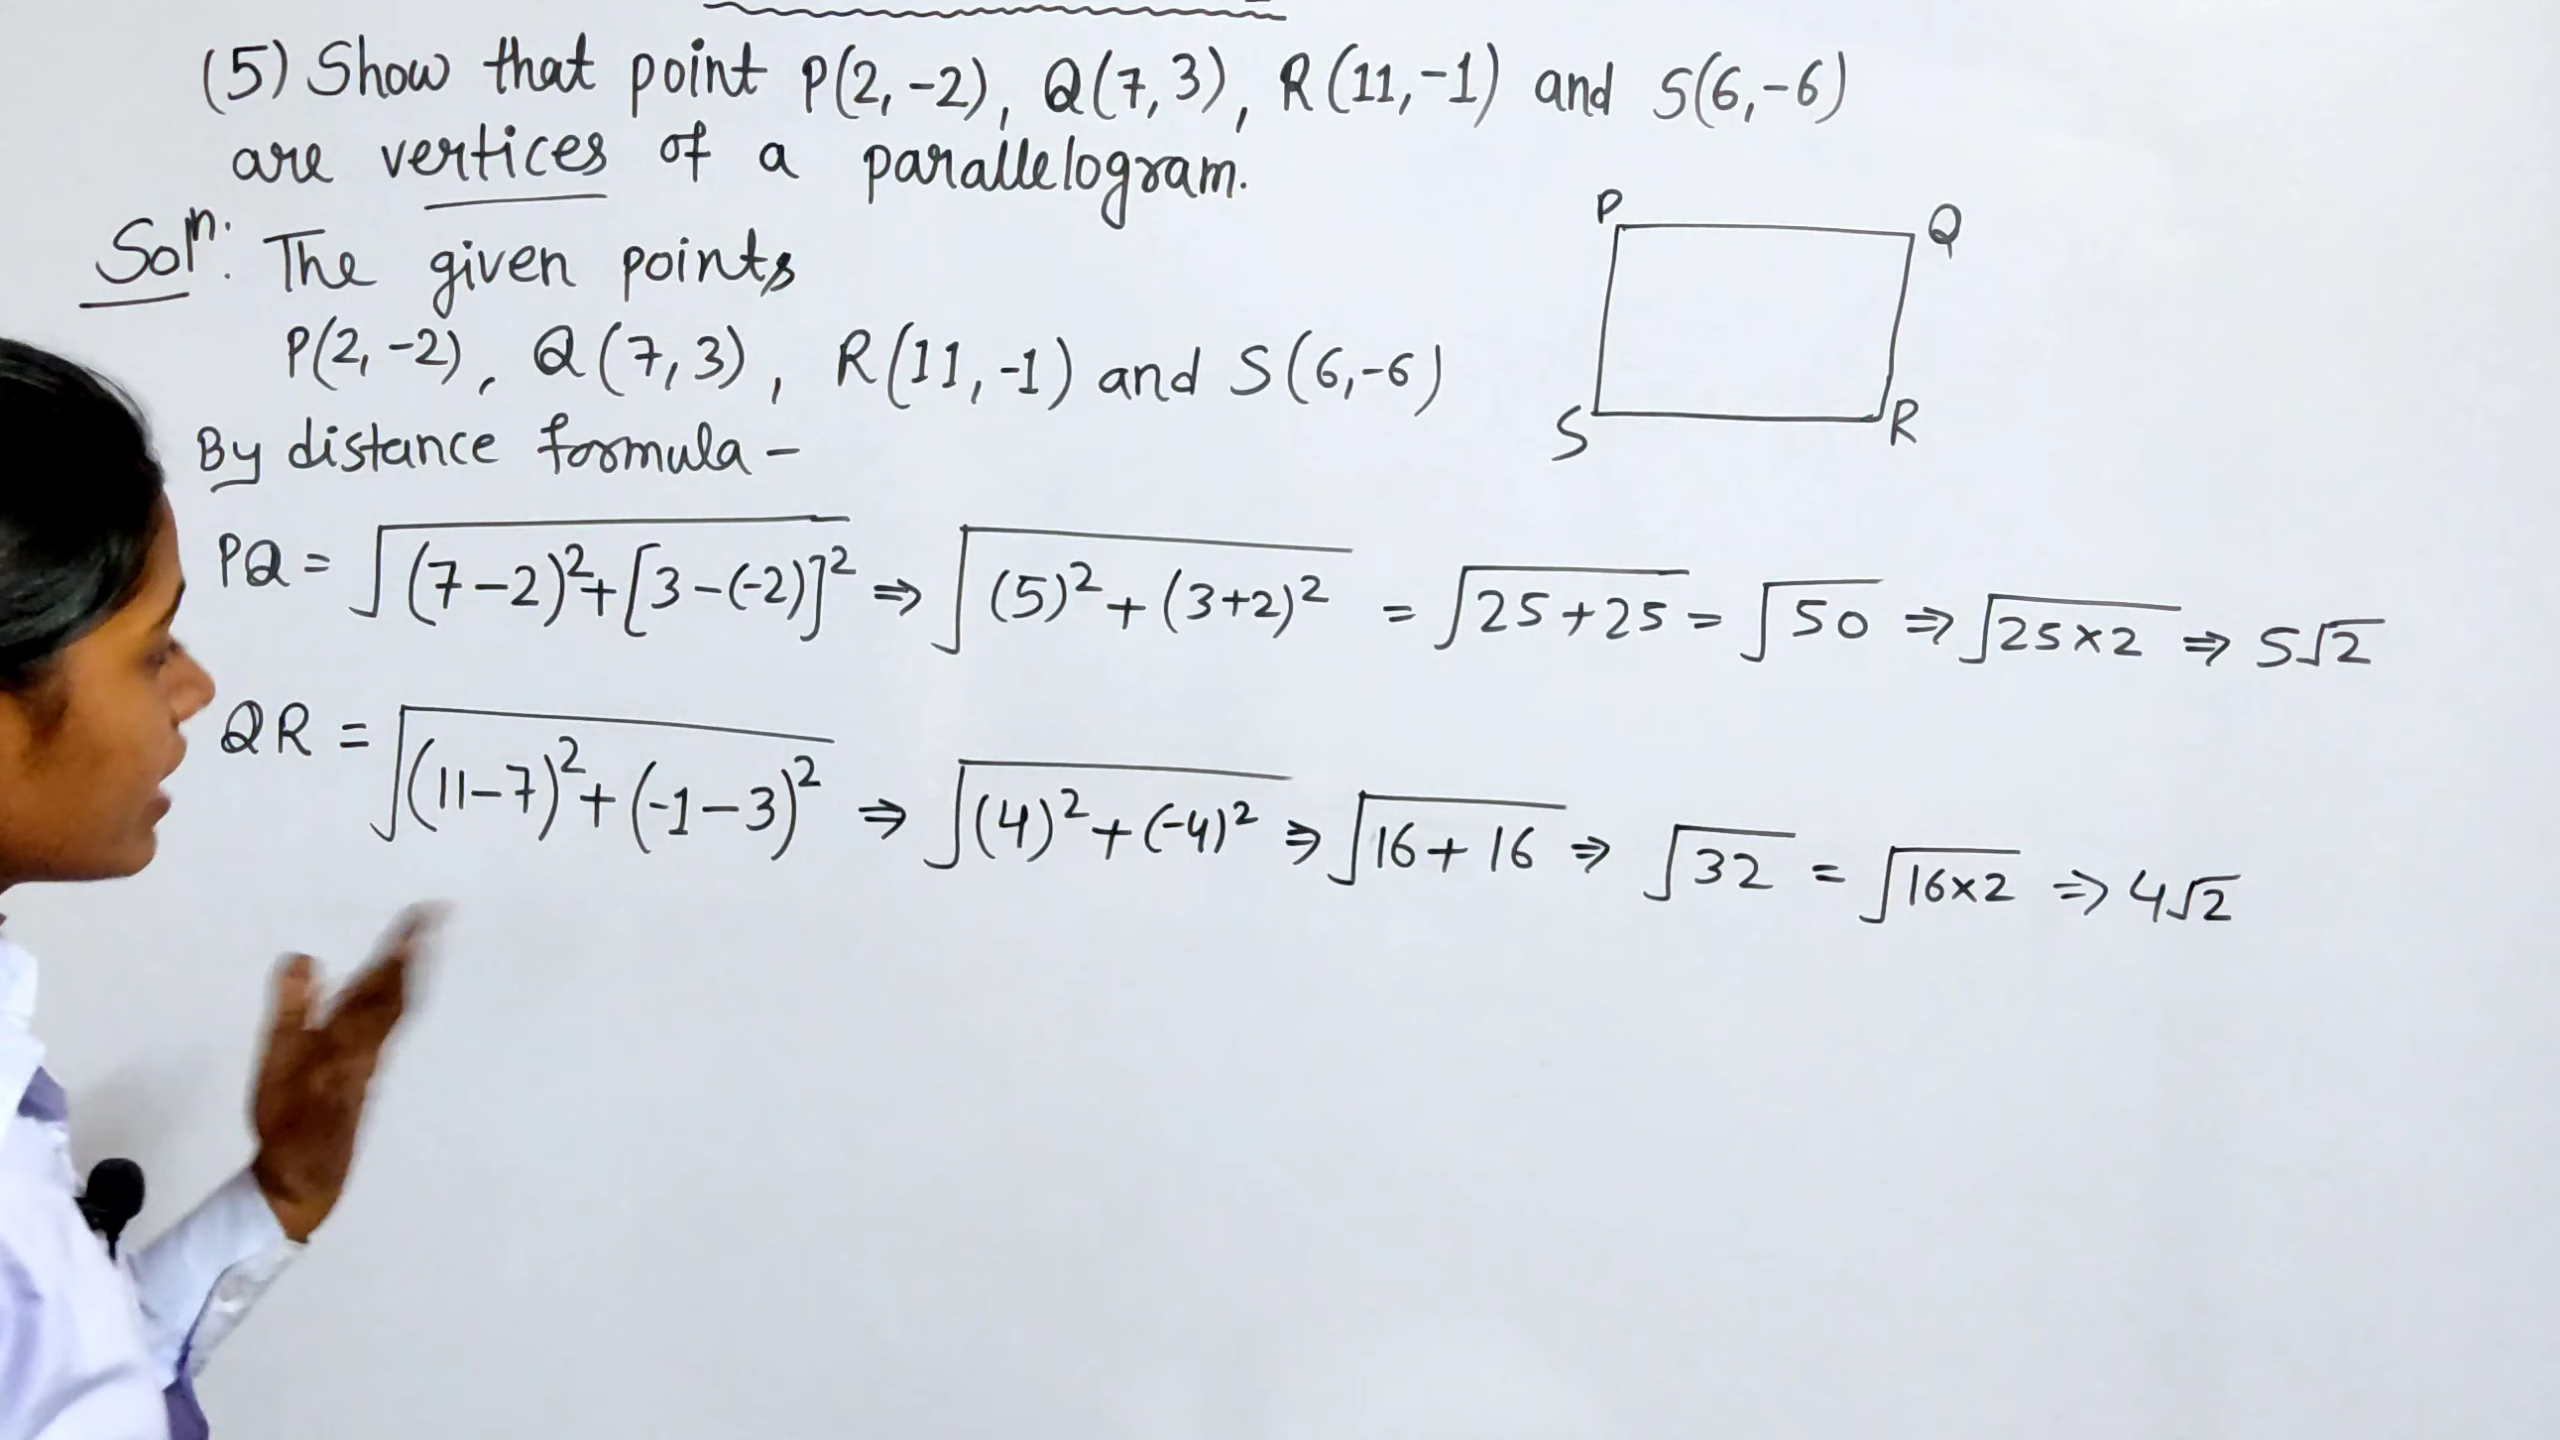 (5) Show that point P(2,-2), Q(7,3), R(11,-1) and S(6,-6)
are vertices of a parallelogram.
Solⁿ: The given points
P(2,-2), Q(7,3), R(11,-1) and S(6,-6)
P Q
S R
By distance formula –
PQ = √((7-2)²+[3-(-2)]²) ⇒ √((5)²+(3+2)²) = √(25+25) = √50 ⇒ √(25×2) ⇒ 5√2
QR = √((11-7)²+(-1-3)²) ⇒ √((4)²+(-4)²) ⇒ √(16+16) ⇒ √32 = √(16×2) ⇒ 4√2